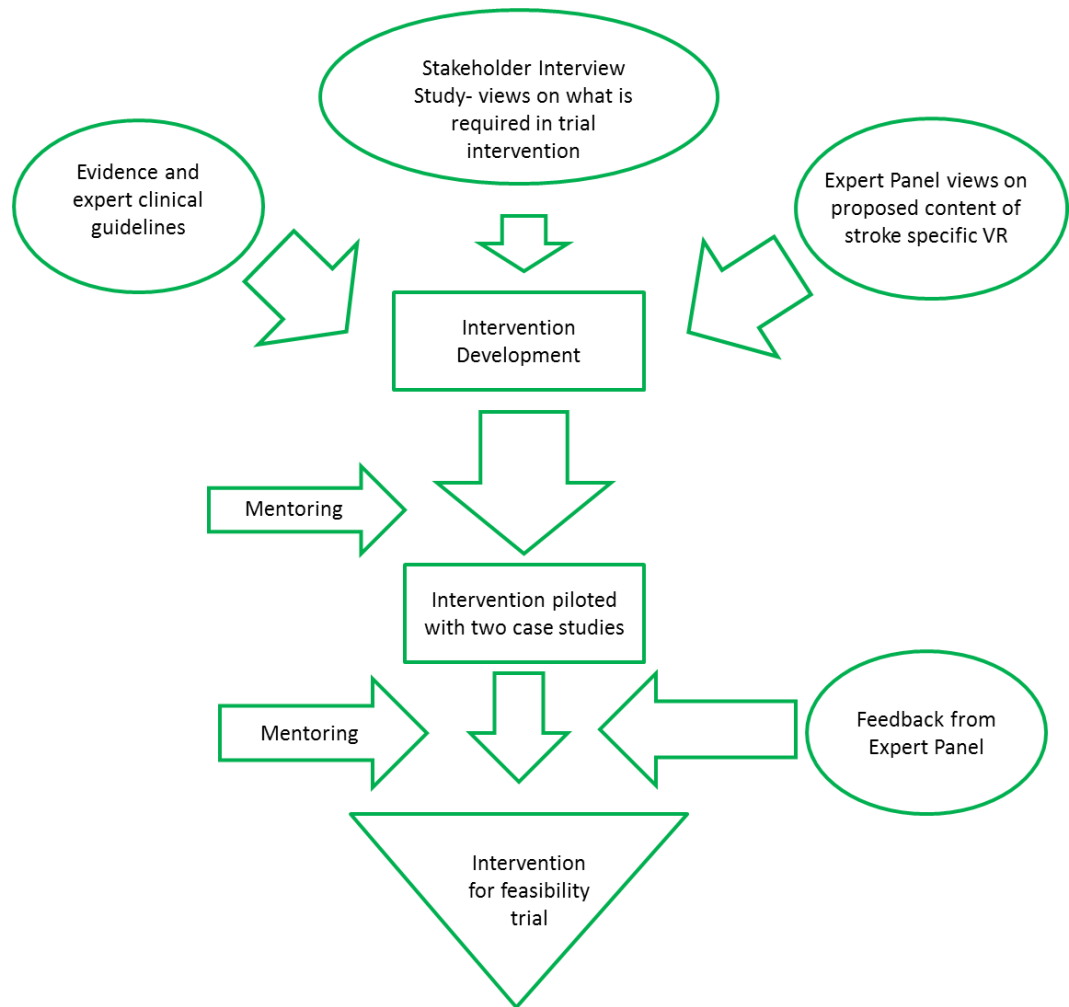 Stakeholder Interview
Study- views on what is
required in trial
intervention
Evidence and
expert clinical
guidelines
Expert Panel views on
proposed content of
stroke specific VR
Intervention
Development
Mentoring
Intervention piloted
with two case studies
Mentoring
Feedback from
Expert Panel
Intervention
for feasibility
trial